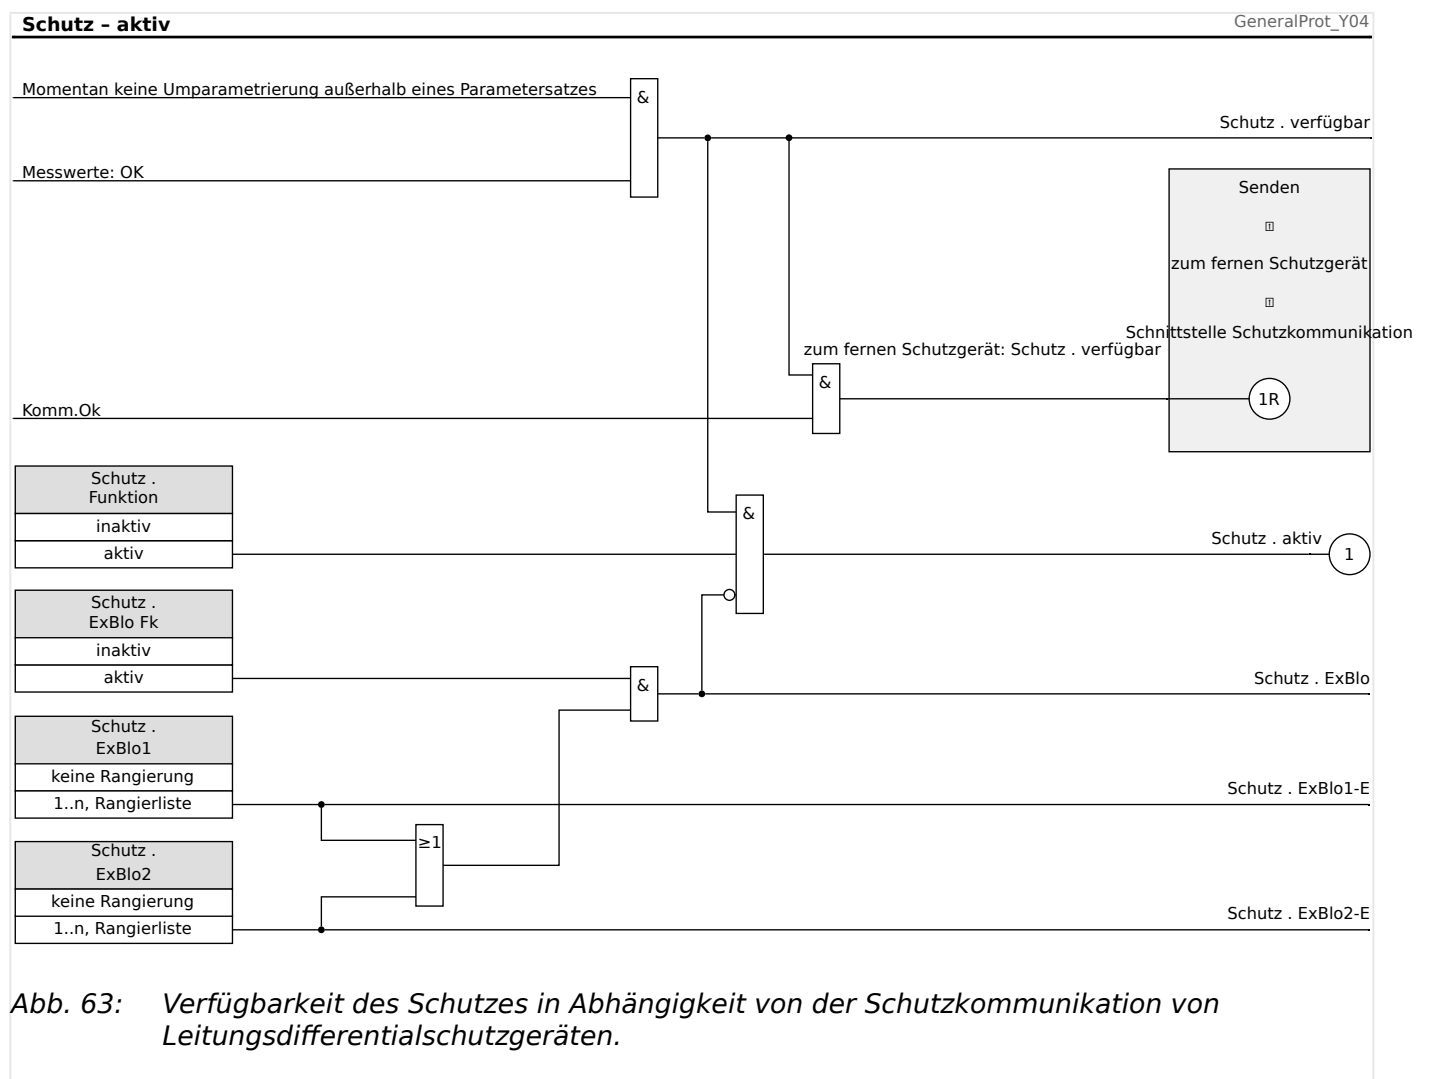 Schutz – aktiv
GeneralProt_Y04
Momentan keine Umparametrierung außerhalb eines Parametersatzes
&
Schutz . verfügbar
Messwerte: OK
Senden
zum fernen Schutzgerät
Schnittstelle Schutzkommunikation
zum fernen Schutzgerät: Schutz . verfügbar
&
1R
Komm.Ok
Schutz .
Funktion
inaktiv
aktiv
&
Schutz . aktiv
1
Schutz .
ExBlo Fk
inaktiv
aktiv
&
Schutz . ExBlo
Schutz .
ExBlo1
keine Rangierung
1..n, Rangierliste
Schutz . ExBlo1-E
≥1
Schutz .
ExBlo2
keine Rangierung
1..n, Rangierliste
Schutz . ExBlo2-E
Abb. 63: Verfügbarkeit des Schutzes in Abhängigkeit von der Schutzkommunikation von
Leitungsdifferentialschutzgeräten.